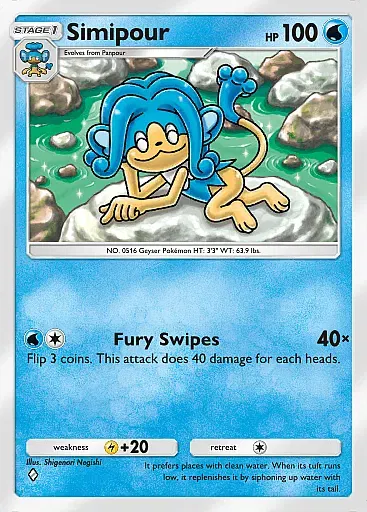 STAGE 1 Simipour HP 100
Evolves from Panpour
NO. 0516 Geyser Pokémon HT: 3'3" WT: 63.9 lbs.
Fury Swipes 40×
Flip 3 coins. This attack does 40 damage for each heads.
weakness +20 retreat
Illus. Shigenori Negishi
It prefers places with clean water. When its tuft runs
low, it replenishes it by siphoning up water with
its tail.